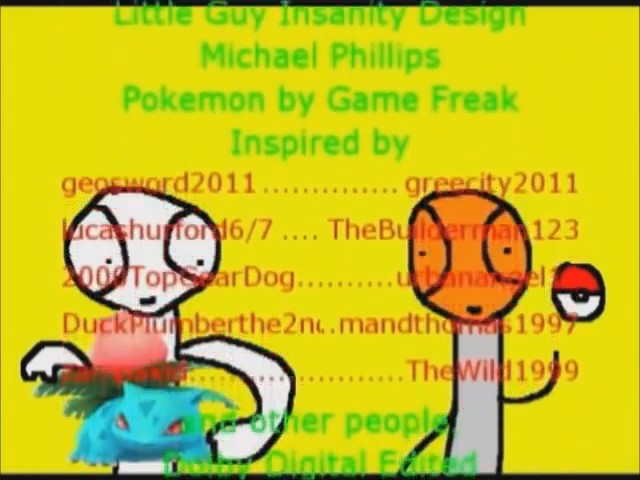 Little Guy Insanity Design
Michael Phillips
Pokemon by Game Freak
Inspired by
geosword2011 .............. greecity2011
lucashurford6/7 .... TheBuilderman123
2000TopGearDog..........
DuckPlumberthe2n ..mandthomas1997
......................TheWild1999
and other people.
Dolby Digital Edited